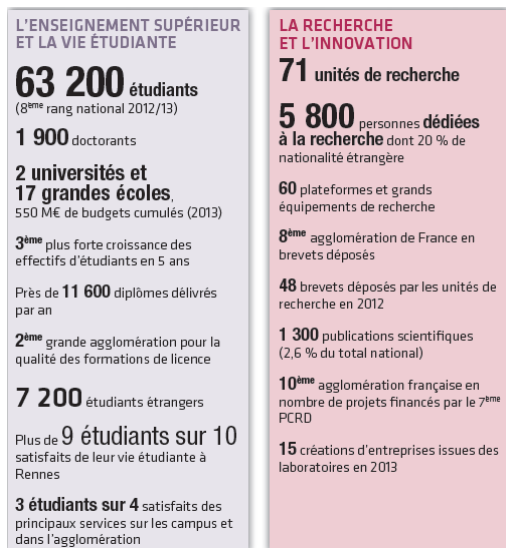 L'ENSEIGNEMENT SUPÉRIEUR
ET LA VIE ÉTUDIANTE
63 200 étudiants
(8ème rang national 2012/13)
1 900 doctorants
2 universités et
17 grandes écoles,
550 M€ de budgets cumulés (2013)
3ème plus forte croissance des
effectifs d'étudiants en 5 ans
Près de 11 600 diplômes délivrés
par an
2ème grande agglomération pour la
qualité des formations de licence
7 200 étudiants étrangers
Plus de 9 étudiants sur 10
satisfaits de leur vie étudiante à
Rennes
3 étudiants sur 4 satisfaits des
principaux services sur les campus et
dans l'agglomération
LA RECHERCHE
ET L'INNOVATION
71 unités de recherche
5 800 personnes dédiées
à la recherche dont 20 % de
nationalité étrangère
60 plateformes et grands
équipements de recherche
8ème agglomération de France en
brevets déposés
48 brevets déposés par les unités de
recherche en 2012
1 300 publications scientifiques
(2,6 % du total national)
10ème agglomération française en
nombre de projets financés par le 7ème
PCRD
15 créations d'entreprises issues des
laboratoires en 2013